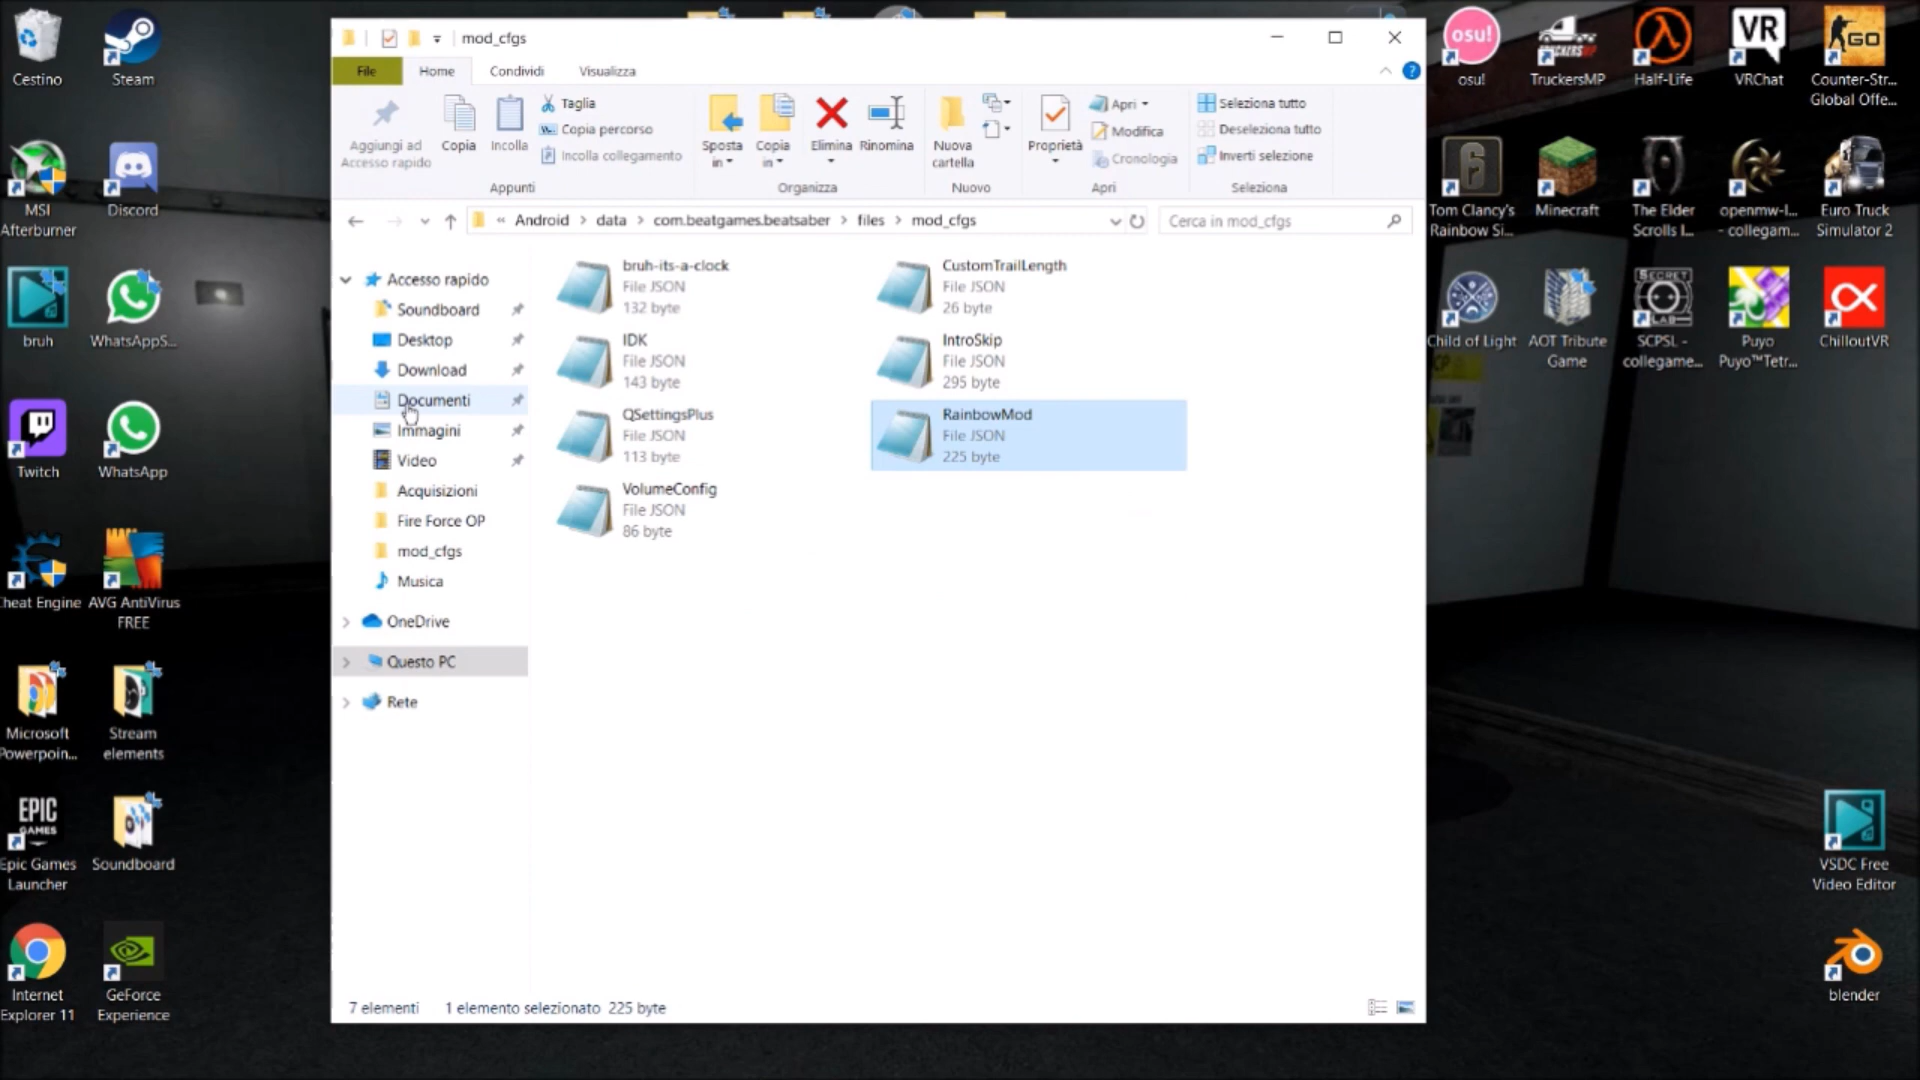 mod_cfgs
File
Home
Condividi
Visualizza
Aggiungi ad
Accesso rapido
Copia
Incolla
Taglia
Copia percorso
Incolla collegamento
Appunti
Sposta
in
Copia
in
Elimina
Rinomina
Organizza
Nuova
cartella
Nuovo
Proprietà
Apri
Modifica
Cronologia
Apri
Seleziona tutto
Deseleziona tutto
Inverti selezione
Seleziona
« Android > data > com.beatgames.beatsaber > files > mod_cfgs
Cerca in mod_cfgs
Accesso rapido
Soundboard
Desktop
Download
Documenti
Immagini
Video
Acquisizioni
Fire Force OP
mod_cfgs
Musica
OneDrive
Questo PC
Rete
bruh-its-a-clock
File JSON
132 byte
CustomTrailLength
File JSON
26 byte
IDK
File JSON
143 byte
IntroSkip
File JSON
295 byte
QSettingsPlus
File JSON
113 byte
RainbowMod
File JSON
225 byte
VolumeConfig
File JSON
86 byte
7 elementi
1 elemento selezionato 225 byte
Cestino
Steam
MSI
Afterburner
Discord
bruh
WhatsAppS...
Twitch
WhatsApp
heat Engine
AVG AntiVirus
FREE
Microsoft
Powerpoin...
Stream
elements
EPIC
GAMES
Epic Games
Launcher
Soundboard
Internet
Explorer 11
GeForce
Experience
osu!
osu!
TRUCKERSMP
TruckersMP
Half-Life
VR
CHAT
VRChat
GO
Counter-Str...
Global Offe...
6
Tom Clancy's
Rainbow Si...
Minecraft
The Elder
Scrolls I...
openmw-l...
- collegam...
Euro Truck
Simulator 2
Child of Light
AOT Tribute
Game
SECRET
LAB
SCPSL -
collegame...
Puyo
Puyo™Tetr...
ChilloutVR
VSDC Free
Video Editor
blender